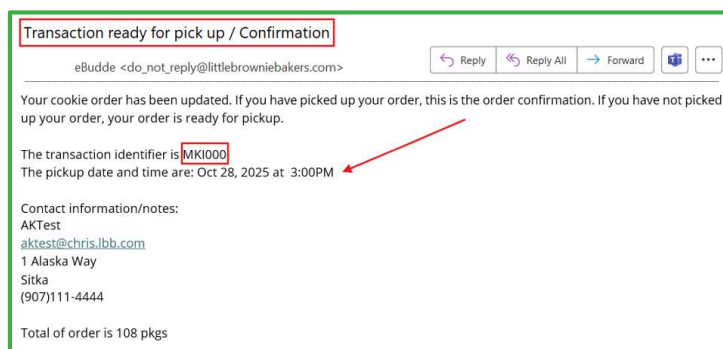 Transaction ready for pick up / Confirmation
eBudde <do_not_reply@littlebrowniebakers.com>
Reply
Reply All
Forward
Your cookie order has been updated. If you have picked up your order, this is the order confirmation. If you have not picked
up your order, your order is ready for pickup.
The transaction identifier is MKI000
The pickup date and time are: Oct 28, 2025 at 3:00PM
Contact information/notes:
AKTest
aktest@chris.lbb.com
1 Alaska Way
Sitka
(907)111-4444
Total of order is 108 pkgs